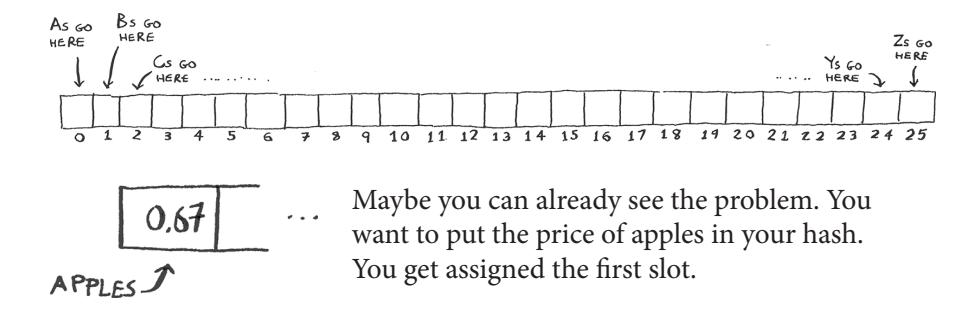 As GO HERE
Bs GO HERE
Cs GO HERE ..........
..... Ys GO HERE
Zs GO HERE
0 1 2 3 4 5 6 7 8 9 10 11 12 13 14 15 16 17 18 19 20 21 22 23 24 25
0.67 ...
APPLES
Maybe you can already see the problem. You
want to put the price of apples in your hash.
You get assigned the first slot.